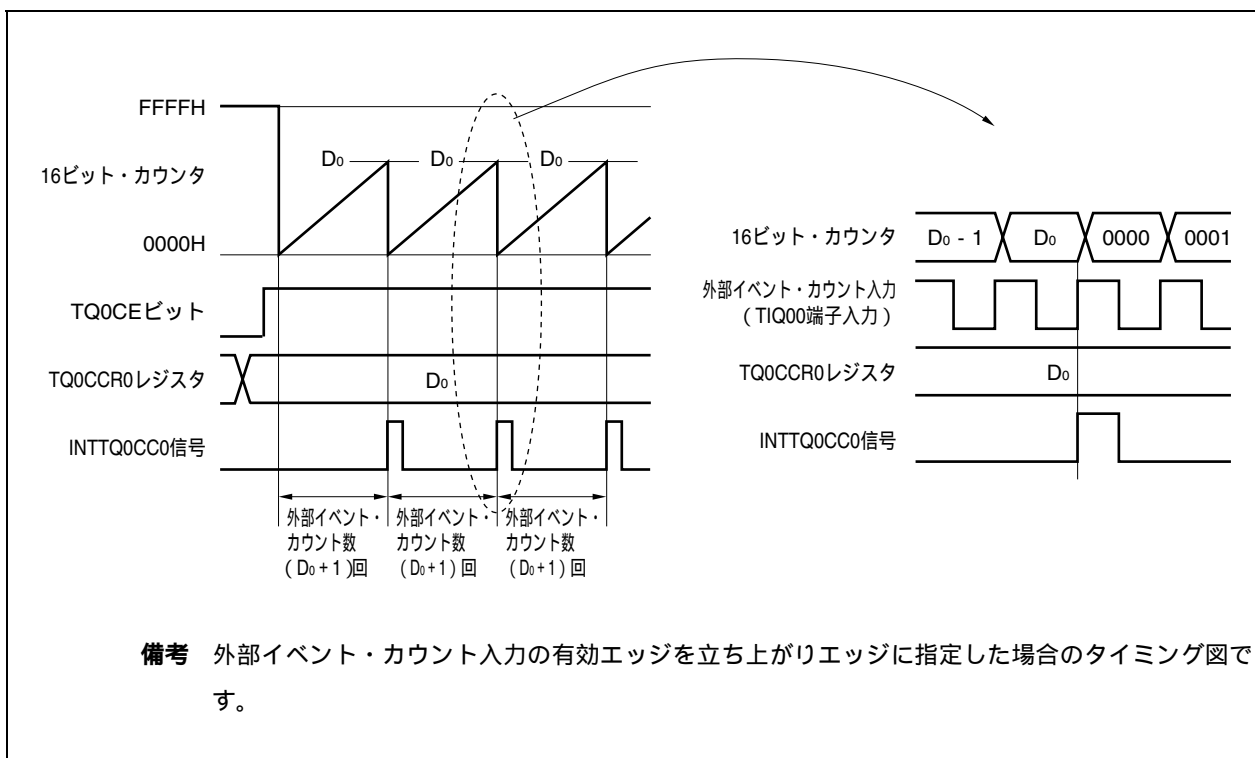 FFFFH
16ビット・カウンタ
0000H
D0
D0
D0
TQ0CEビット
TQ0CCR0レジスタ
D0
INTTQ0CC0信号
外部イベント・
カウント数
(D0+1)回
外部イベント・
カウント数
(D0+1)回
外部イベント・
カウント数
(D0+1)回
16ビット・カウンタ
D0 - 1
D0
0000
0001
外部イベント・カウント入力
(TIQ00端子入力)
TQ0CCR0レジスタ
D0
INTTQ0CC0信号
備考 外部イベント・カウント入力の有効エッジを立ち上がりエッジに指定した場合のタイミング図で
す。